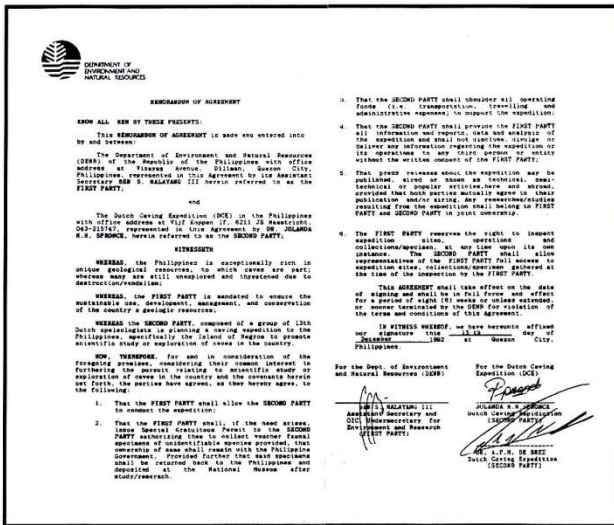 DEPARTMENT OF
ENVIRONMENT AND
NATURAL RESOURCES
MEMORANDUM OF AGREEMENT
KNOW ALL MEN BY THESE PRESENTS:
This MEMORANDUM OF AGREEMENT is made and entered into
by and between:
The Department of Environment and Natural Resources
(DENR) of the Republic of the Philippines with office
address at Visayas Avenue, Diliman, Quezon City,
Philippines, represented in this Agreement by its Assistant
Secretary BEN S. MALAYANG III herein referred to as the
FIRST PARTY;
and
The Dutch Caving Expedition (DCE) in the Philippines
with office address at Vijf Koppen 1f, 6211 JS Maastricht,
043-215747, represented in this Agreement by DR. JOLANDA
K.N. SPRONCK, herein referred to as the SECOND PARTY;
WITNESSETH
WHEREAS, the Philippines is exceptionally rich in
unique geological resources, to which caves are part;
whereas many are still unexplored and threatened due to
destruction/vandalism;
WHEREAS, the FIRST PARTY is mandated to ensure the
sustainable use, development, management, and conservation
of the country's geologic resources;
WHEREAS the SECOND PARTY, composed of a group of 13th
Dutch speleologists is planning a caving expedition to the
Philippines, specifically the Island of Negros to promote
scientific study or exploration of caves in the country.
NOW, THEREFORE, for and in consideration of the
foregoing premises, considering their common interest in
furthering the pursuit relating to scientific study or
exploration of caves in the country and the covenants herein
set forth, the parties have agreed, as they hereby agree, to
the following:
1. That the FIRST PARTY shall allow the SECOND PARTY
to conduct the expedition;
2. That the FIRST PARTY shall, if the need arises,
issue Special Gratuitous Permit to the SECOND
PARTY authorizing them to collect voucher faunal
specimens of unidentifiable species provided, that
ownership of same shall remain with the Philippine
Government. Provided further that said specimens
shall be returned back to the Philippines and
deposited at the National Museum after
study/research.
3. That the SECOND PARTY shall shoulder all operating
funds (i.e. transportation, travelling and
administrative expenses) to support the expedition;
4. That the SECOND PARTY shall provide the FIRST PARTY
all information and reports, data and analysis of
the expedition and shall not disclose, divulge or
deliver any information regarding the expedition or
its operations to any third person or entity
without the written consent of the FIRST PARTY;
5. That press releases about the expedition may be
published, aired or shown as technical, semi-
technical or popular articles, here and abroad,
provided that both parties mutually agree to their
publication and/or airing. Any researches/studies
resulting from the expedition shall belong to FIRST
PARTY and SECOND PARTY in joint ownership.
6. The FIRST PARTY reserves the right to inspect
expedition sites, operations and
collections/specimen, at any time upon its own
instance. The SECOND PARTY shall allow
representatives of the FIRST PARTY full access to
expedition sites, collections/specimen gathered at
the time of the inspection by the FIRST PARTY.
THIS AGREEMENT shall take effect on the date
of signing and shall be in full force and effect
for a period of eight (8) weeks or unless extended,
or sooner terminated by the DENR for violation of
the terms and conditions of this Agreement.
IN WITNESS WHEREOF, we have hereunto affixed
our signature this 15 th day of
December 1992 at Quezon City,
Philippines.
For the Dept. of Environment
and Natural Resources (DENR)
For the Dutch Caving
Expedition (DCE)
BEN S. MALAYANG III
Assistant Secretary and
OIC, Undersecretary for
Environment and Research
(FIRST PARTY)
JOLANDA K.N. SPRONCK
Dutch Caving Expedition
(SECOND PARTY)
DR. A.P.M. DE BREE
Dutch Caving Expedition
(SECOND PARTY)